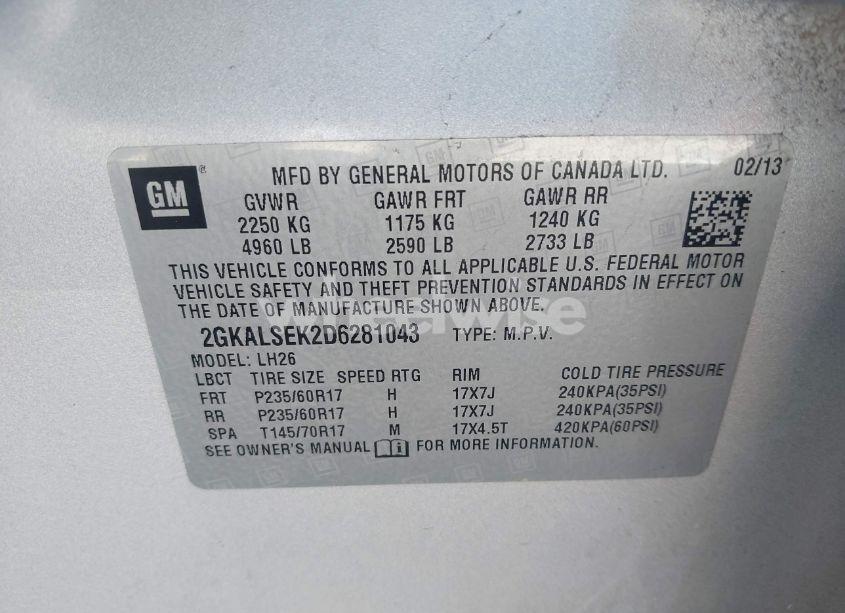 GM ® MFD BY GENERAL MOTORS OF CANADA LTD. 02/13
GVWR GAWR FRT GAWR RR
2250 KG 1175 KG 1240 KG
4960 LB 2590 LB 2733 LB
THIS VEHICLE CONFORMS TO ALL APPLICABLE U.S. FEDERAL MOTOR
VEHICLE SAFETY AND THEFT PREVENTION STANDARDS IN EFFECT ON
THE DATE OF MANUFACTURE SHOWN ABOVE.
2GKALSEK2D6281043 TYPE: M.P.V.
MODEL: LH26
LBCT TIRE SIZE SPEED RTG RIM COLD TIRE PRESSURE
FRT P235/60R17 H 17X7J 240KPA(35PSI)
RR P235/60R17 H 17X7J 240KPA(35PSI)
SPA T145/70R17 M 17X4.5T 420KPA(60PSI)
SEE OWNER'S MANUAL FOR MORE INFORMATION.